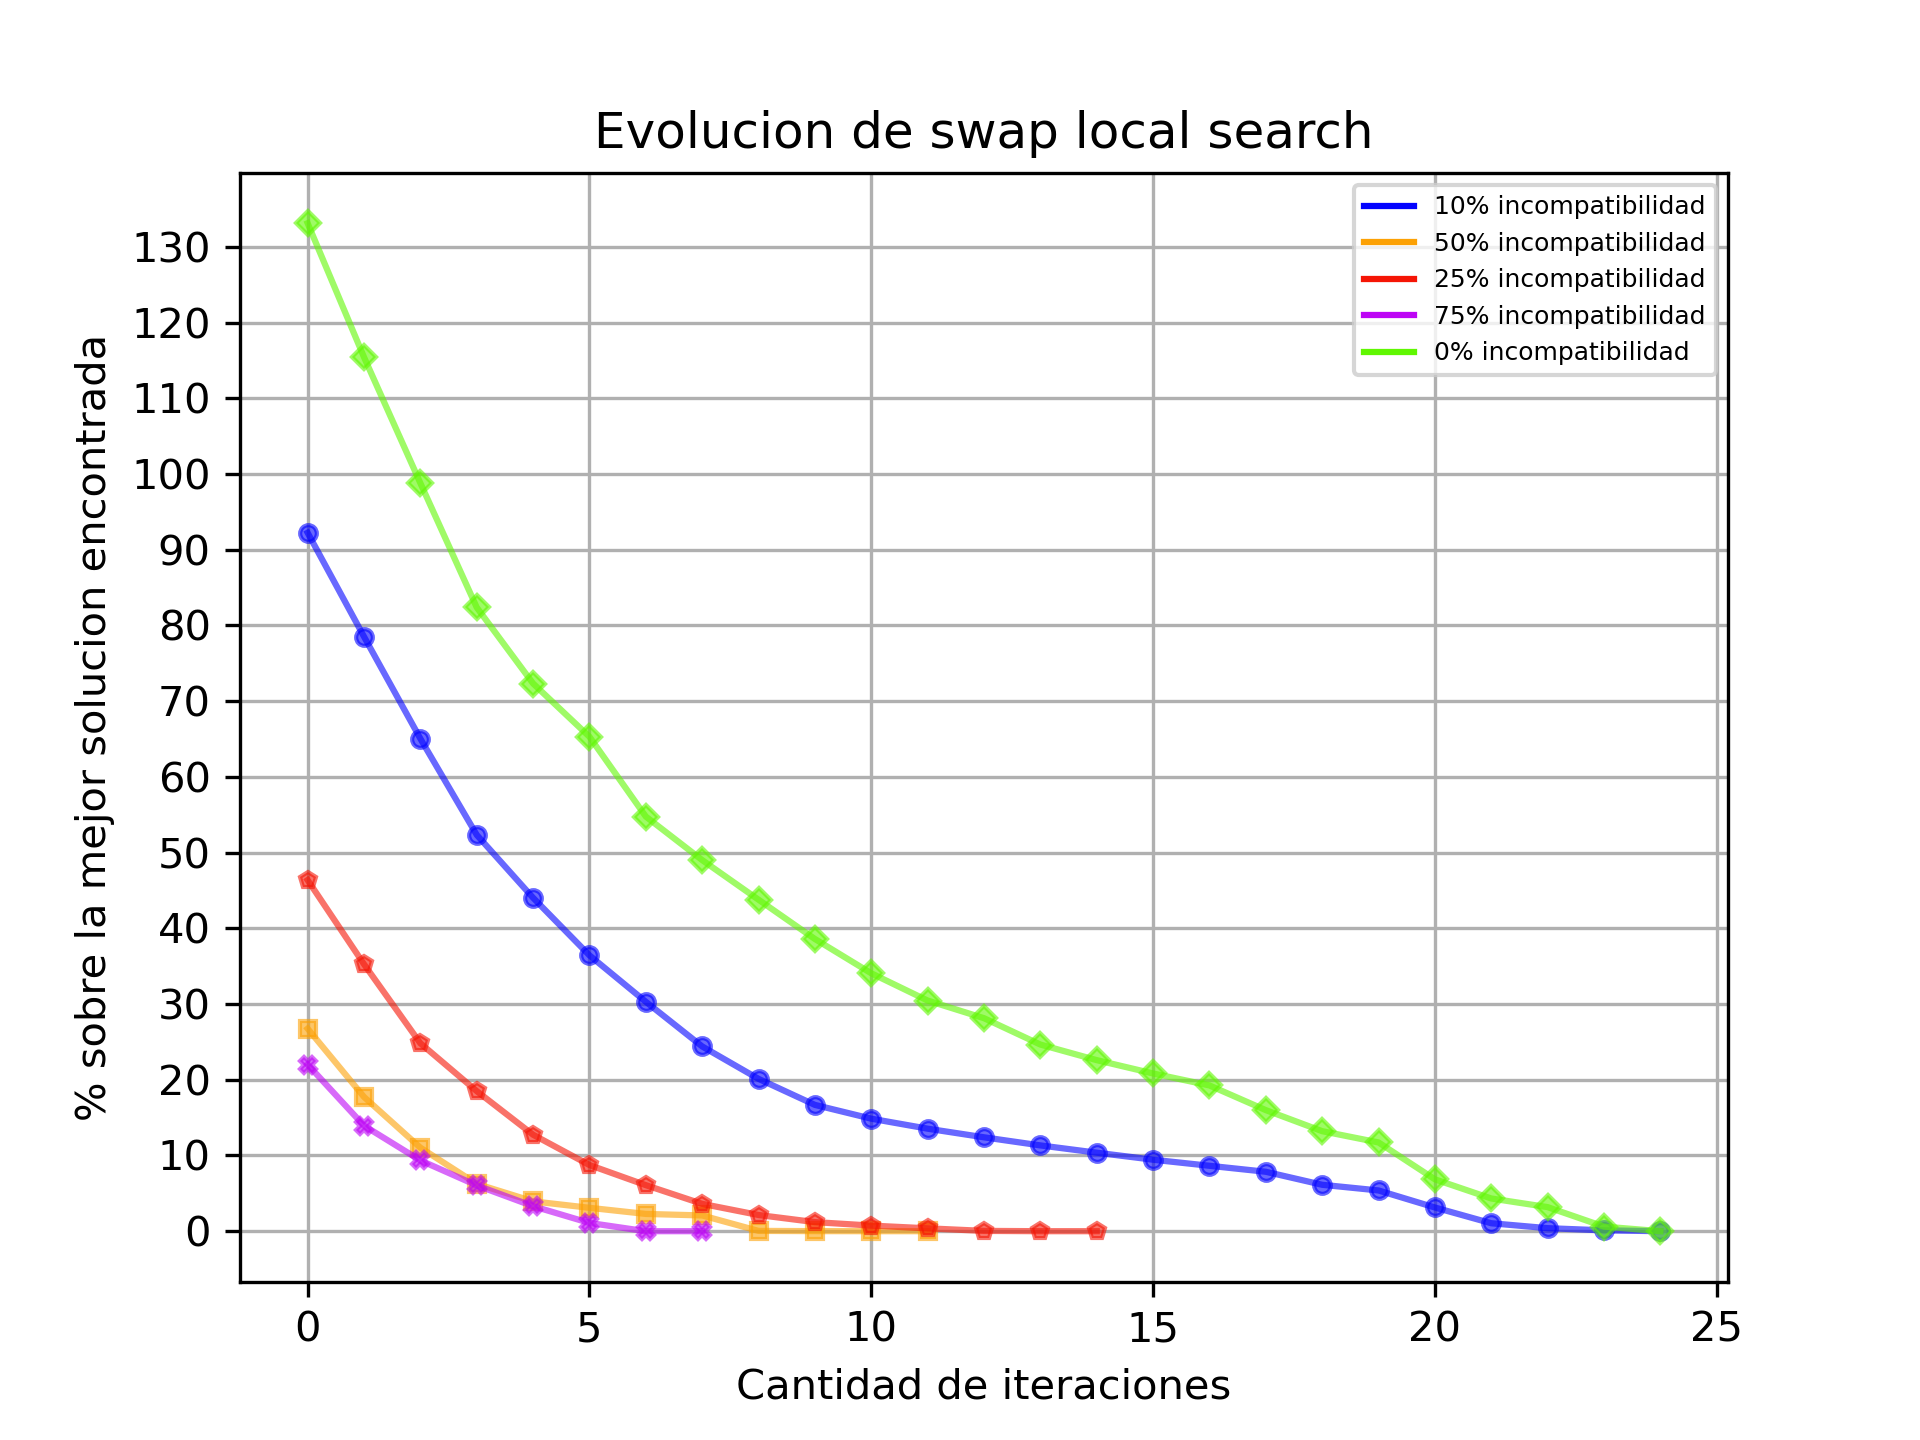 Evolucion de swap local search
10% incompatibilidad
50% incompatibilidad
25% incompatibilidad
75% incompatibilidad
0% incompatibilidad
% sobre la mejor solucion encontrada
130
120
110
100
90
80
70
60
50
40
30
20
10
0
0 5 10 15 20 25
Cantidad de iteraciones